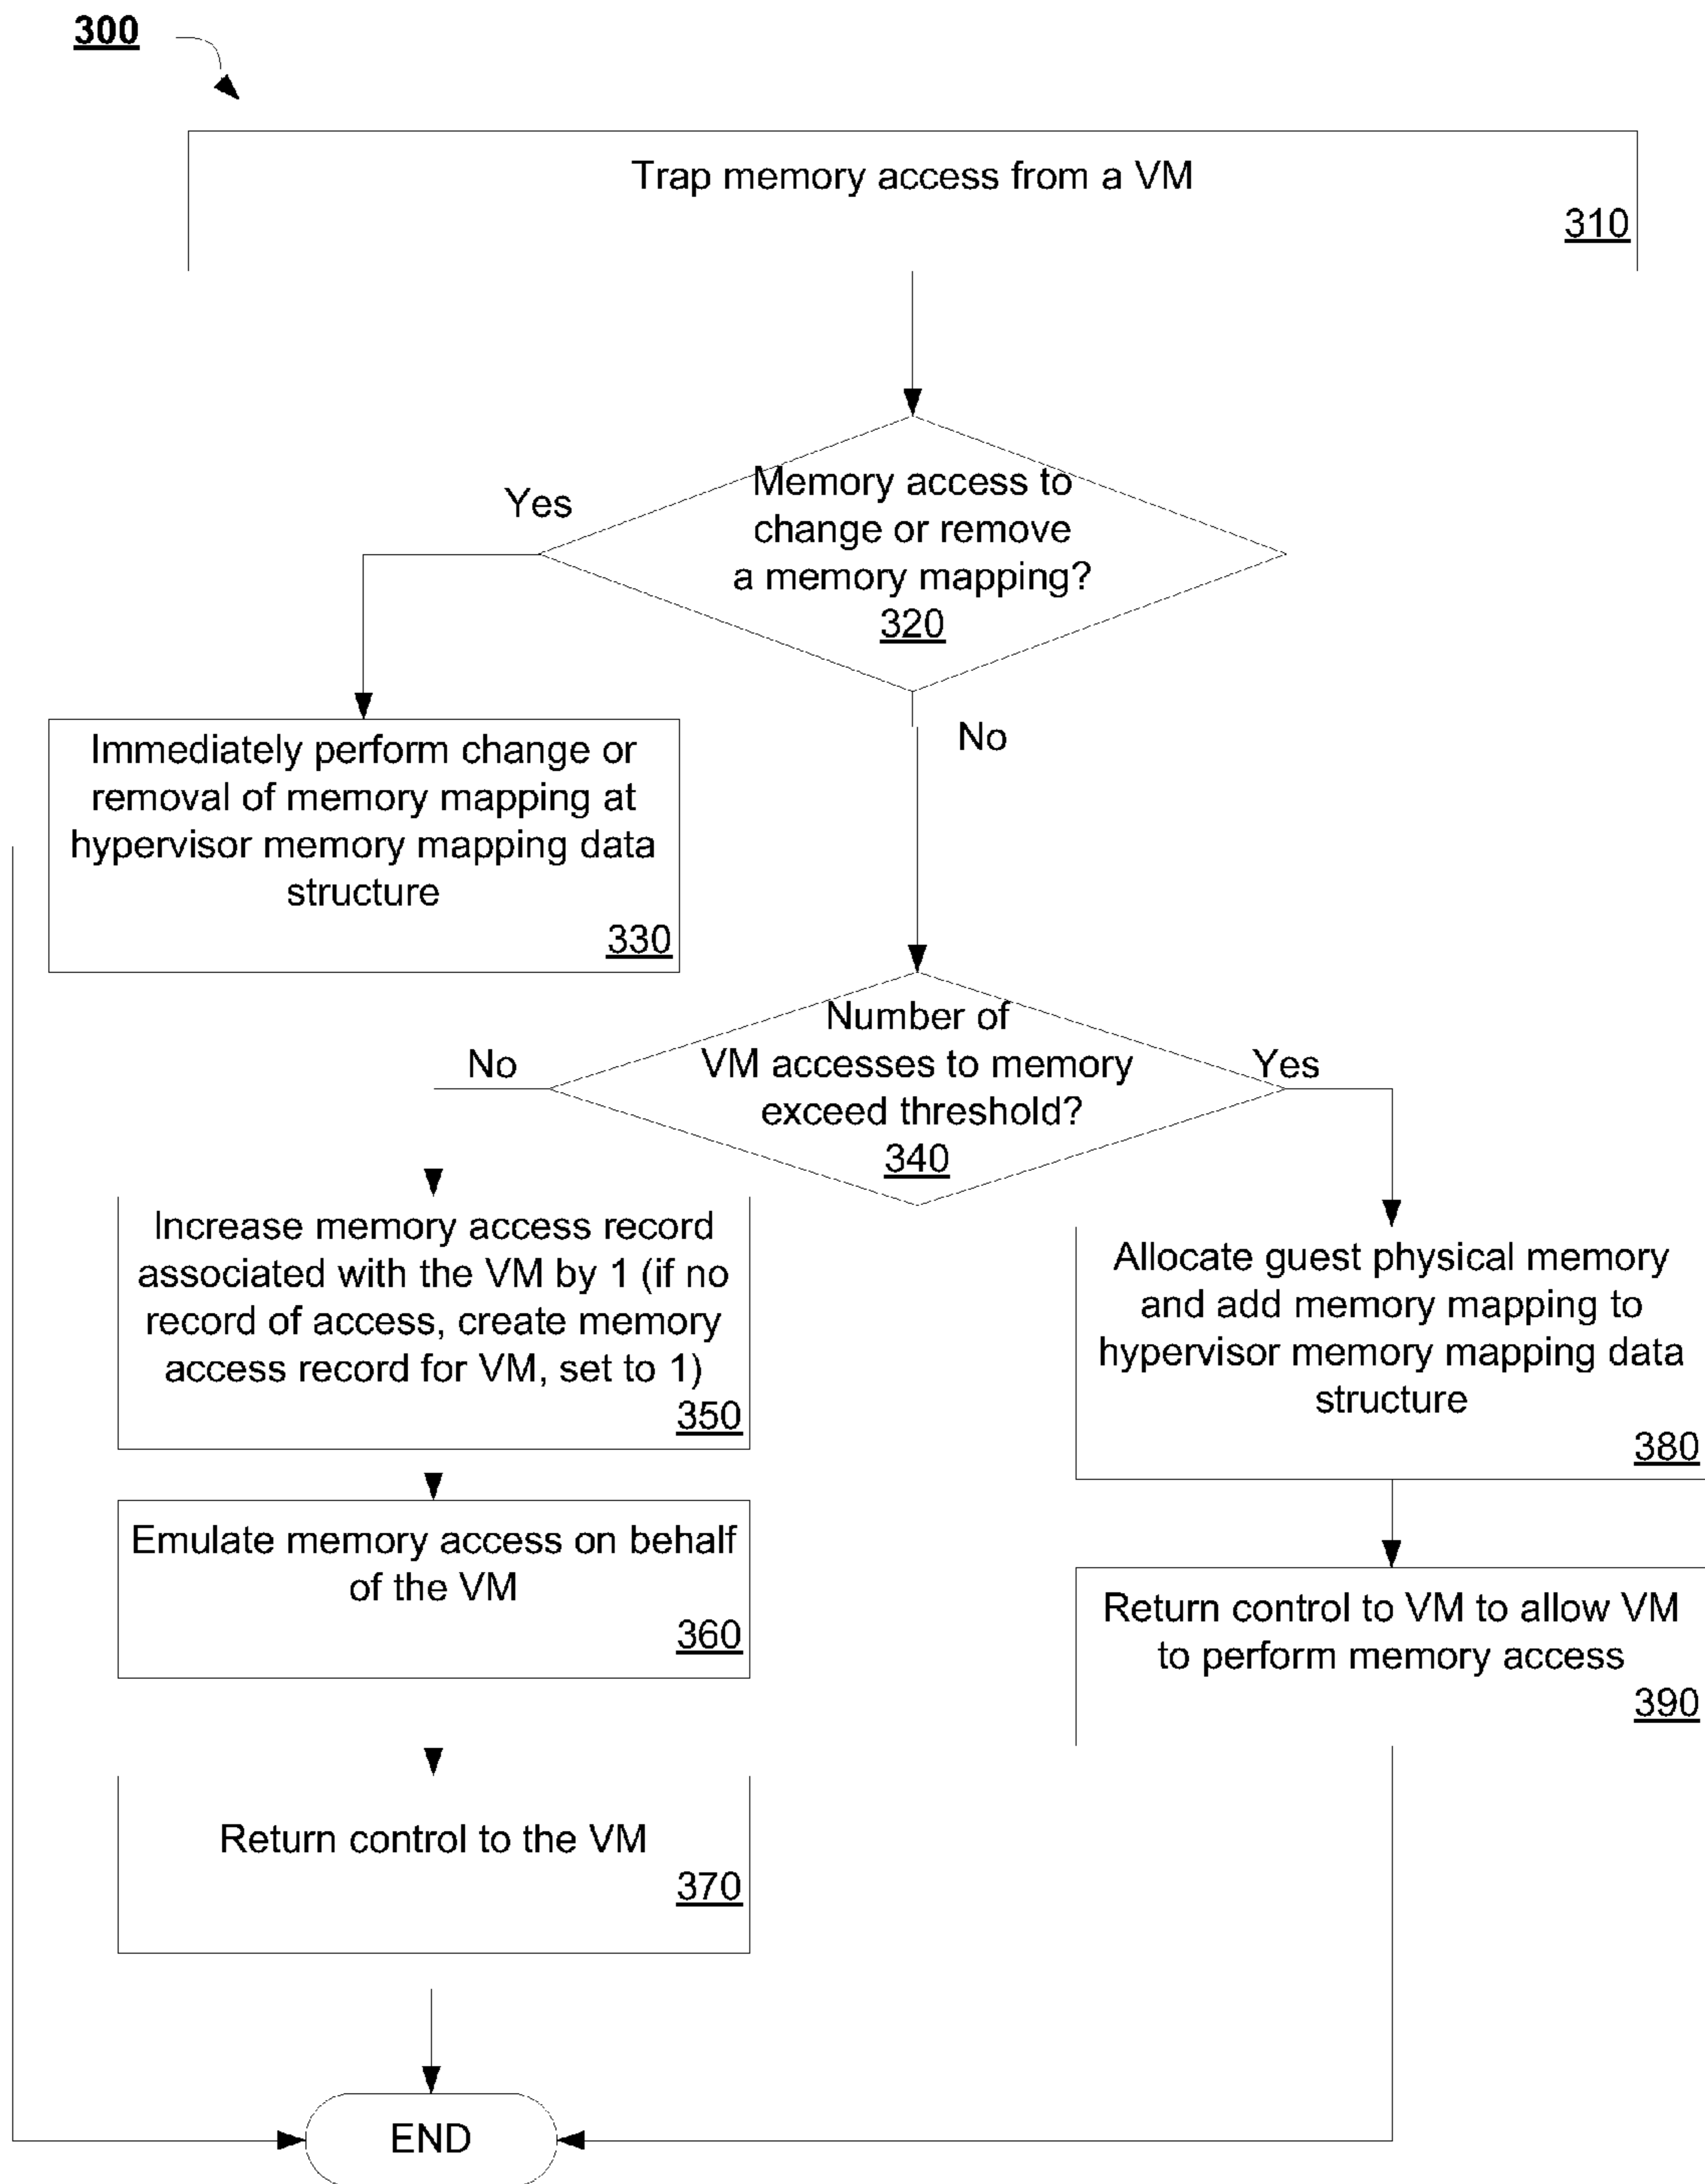 300
Trap memory access from a VM
310
Memory access to
change or remove
a memory mapping?
320
Yes
No
Immediately perform change or
removal of memory mapping at
hypervisor memory mapping data
structure
330
Number of
VM accesses to memory
exceed threshold?
340
No
Yes
Increase memory access record
associated with the VM by 1 (if no
record of access, create memory
access record for VM, set to 1)
350
Allocate guest physical memory
and add memory mapping to
hypervisor memory mapping data
structure
380
Emulate memory access on behalf
of the VM
360
Return control to VM to allow VM
to perform memory access
390
Return control to the VM
370
END